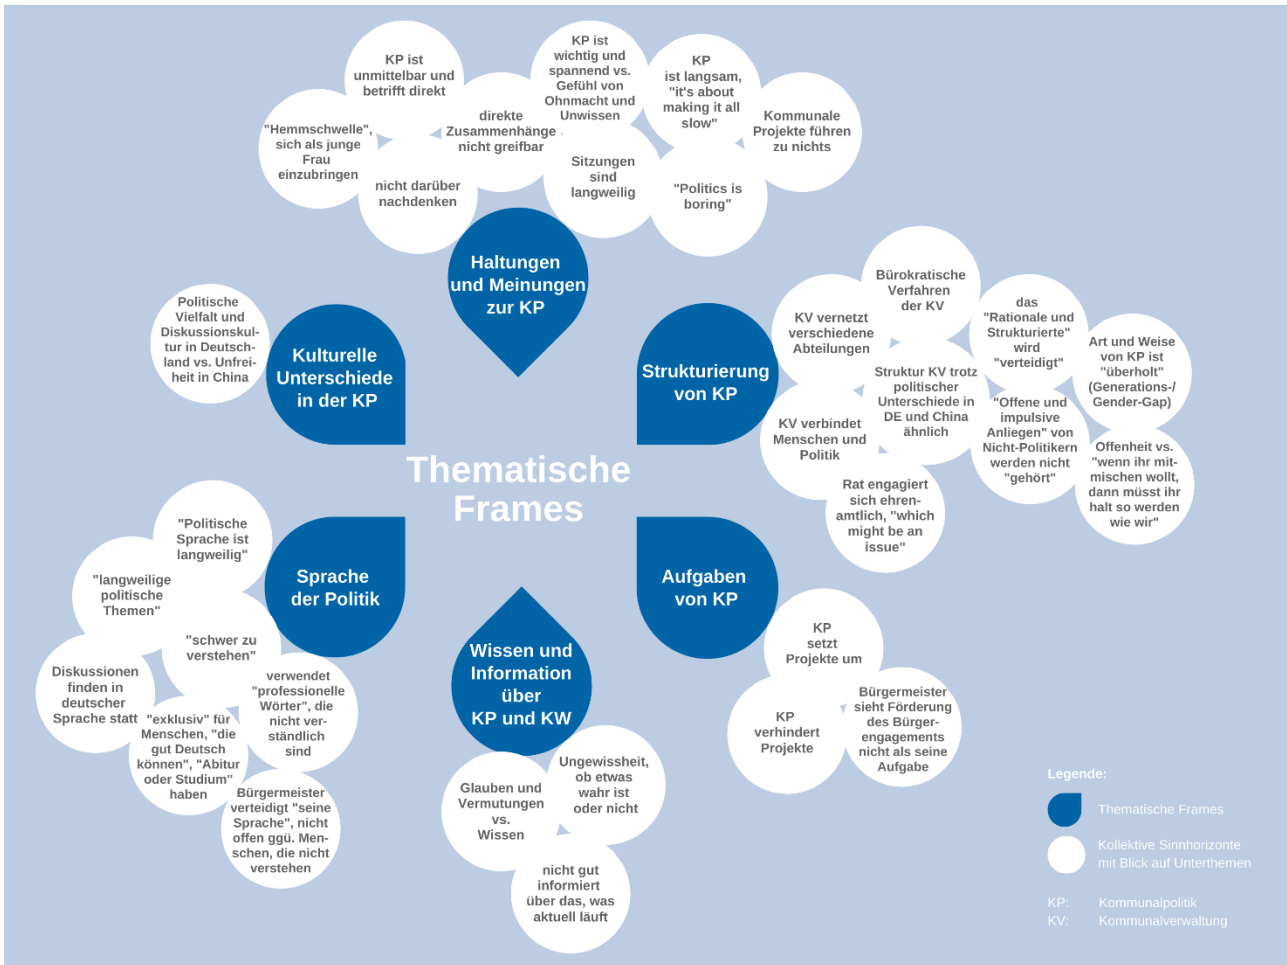 KP ist
unmittelbar und
betrifft direkt
KP ist
wichtig und
spannend vs.
Gefühl von
Ohnmacht und
Unwissen
KP
ist langsam,
"it's about
making it all
slow"
"Hemmschwelle",
sich als junge
Frau
einzubringen
direkte
Zusammenhänge
nicht greifbar
Kommunale
Projekte führen
zu nichts
nicht darüber
nachdenken
Sitzungen
sind
langweilig
"Politics is
boring"
Haltungen
und Meinungen
zur KP
Politische
Vielfalt und
Diskussionskul-
tur in Deutsch-
land vs. Unfrei-
heit in China
Kulturelle
Unterschiede
in der KP
Strukturierung
von KP
Bürokratische
Verfahren
der KV
KV vernetzt
verschiedene
Abteilungen
das
"Rationale und
Strukturierte"
wird
"verteidigt"
Art und Weise
von KP ist
"überholt"
(Generations-/
Gender-Gap)
Struktur KV trotz
politischer
Unterschiede in
DE und China
ähnlich
KV verbindet
Menschen und
Politik
"Offene und
impulsive
Anliegen" von
Nicht-Politikern
werden nicht
"gehört"
Offenheit vs.
"wenn ihr mit-
mischen wollt,
dann müsst ihr
halt so werden
wie wir"
Rat engagiert
sich ehren-
amtlich, "which
might be an
issue"
Thematische
Frames
"Politische
Sprache ist
langweilig"
"langweilige
politische
Themen"
"schwer zu
verstehen"
Diskussionen
finden in
deutscher
Sprache statt
verwendet
"professionelle
Wörter", die
nicht ver-
ständlich
sind
"exklusiv" für
Menschen, "die
gut Deutsch
können", "Abitur
oder Studium"
haben
Bürgermeister
verteidigt "seine
Sprache", nicht
offen ggü. Men-
schen, die nicht
verstehen
Sprache
der Politik
Wissen und
Information
über
KP und KW
Glauben und
Vermutungen
vs.
Wissen
Ungewissheit,
ob etwas
wahr ist
oder nicht
nicht gut
informiert
über das, was
aktuell läuft
Aufgaben
von KP
KP
setzt
Projekte um
KP
verhindert
Projekte
Bürgermeister
sieht Förderung
des Bürger-
engagements
nicht als seine
Aufgabe
Legende:
Thematische Frames
Kollektive Sinnhorizonte
mit Blick auf Unterthemen
KP: Kommunalpolitik
KV: Kommunalverwaltung